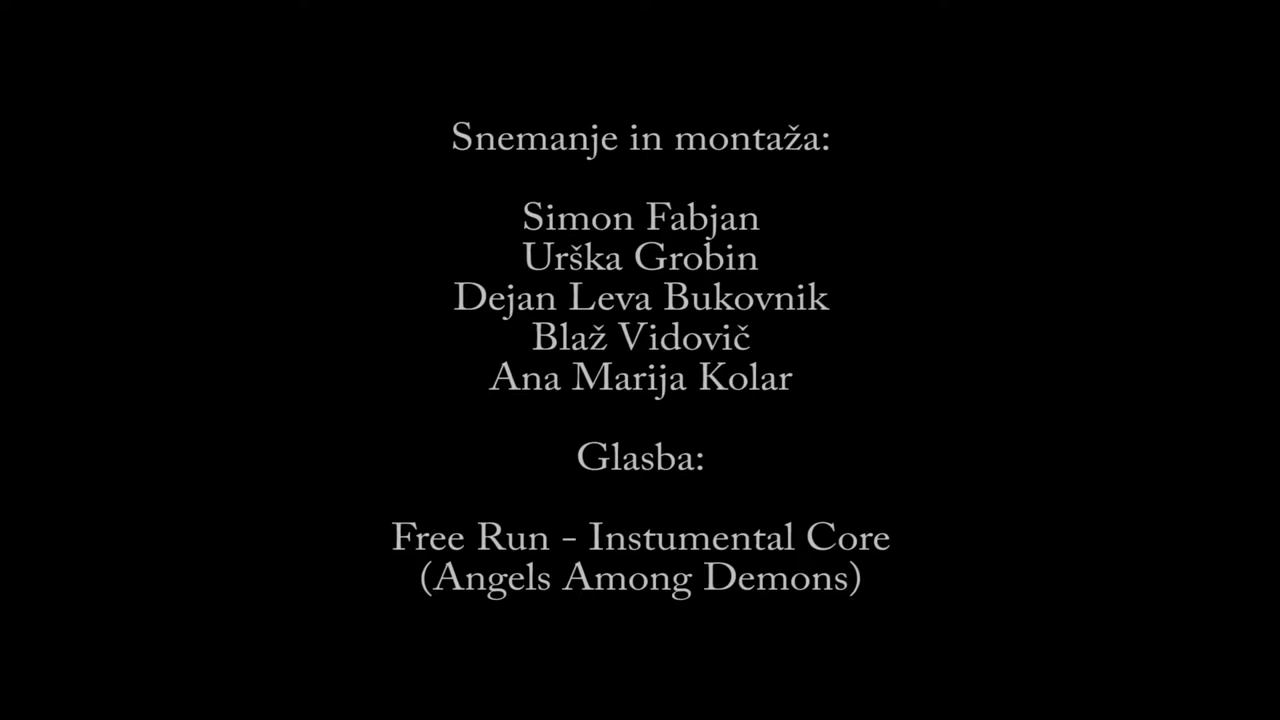 Snemanje in montaža:
Simon Fabjan
Urška Grobin
Dejan Leva Bukovnik
Blaž Vidovič
Ana Marija Kolar
Glasba:
Free Run - Instumental Core
(Angels Among Demons)